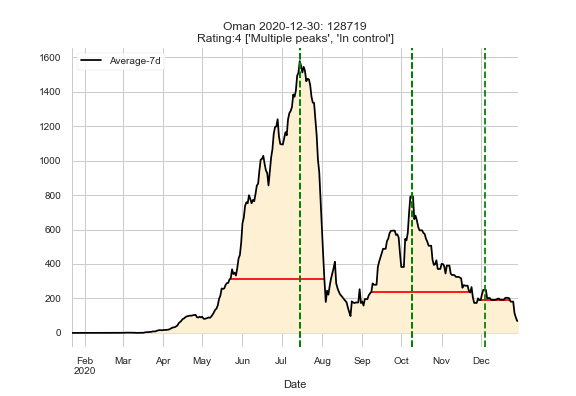 Oman 2020-12-30: 128719
Rating:4 ['Multiple peaks', 'In control']
Average-7d
1600
1400
1200
1000
800
600
400
200
0
Feb Mar Apr May Jun Jul Aug Sep Oct Nov Dec
2020
Date